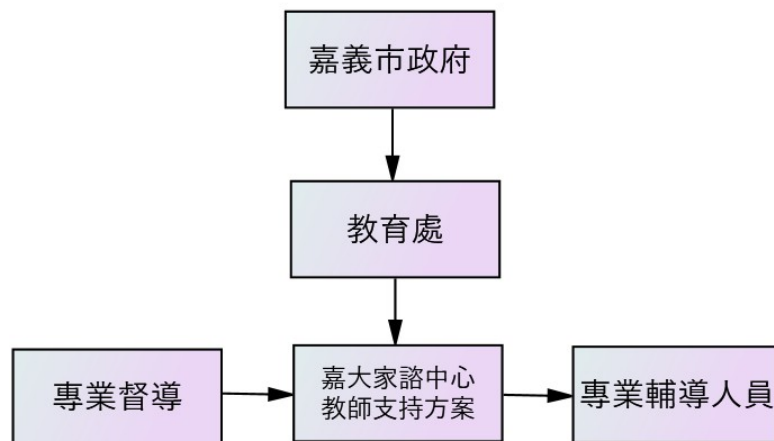 嘉義市政府
教育處
專業督導
嘉大家諮中心
教師支持方案
專業輔導人員